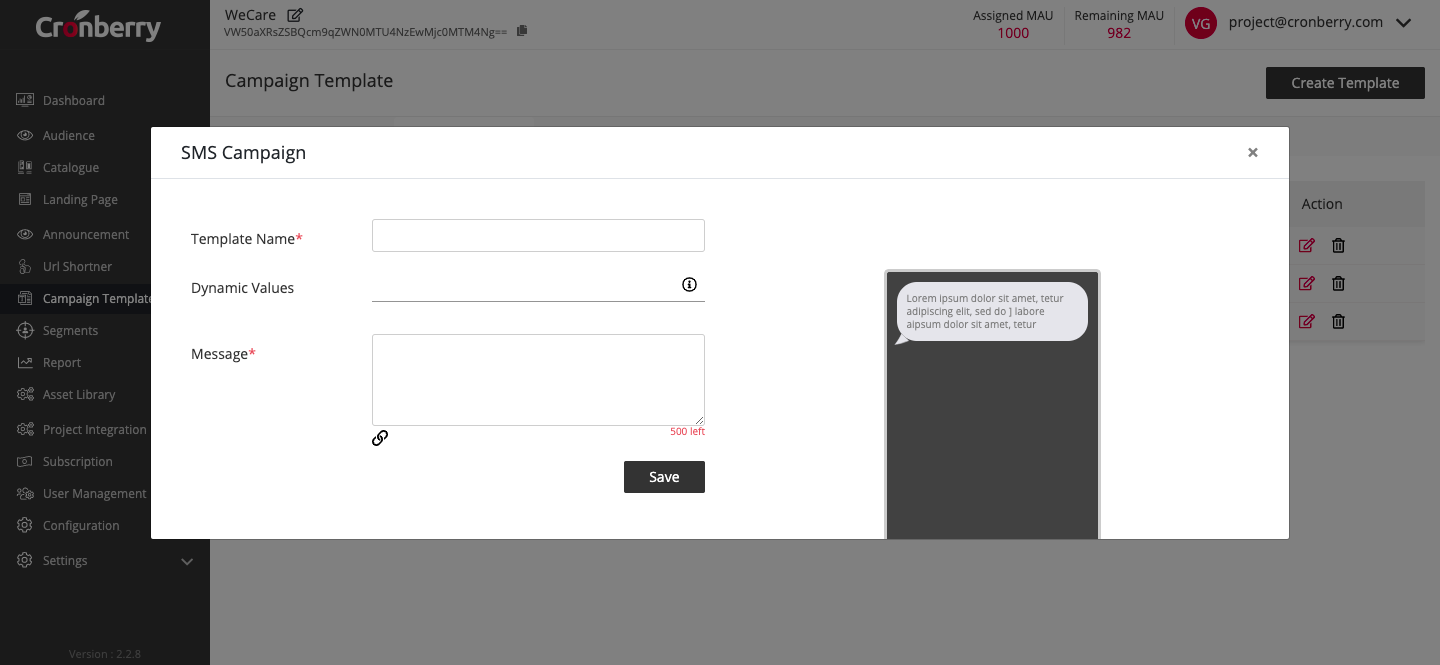 Cronberry
WeCare
VW50aXRsZSBQcm9qZWN0MTU4NzEwMjc0MTM4Ng==
Assigned MAU
1000
Remaining MAU
982
VG
project@cronberry.com
Campaign Template
Create Template
Dashboard
Audience
Catalogue
Landing Page
Announcement
Url Shortner
Campaign Template
Segments
Report
Asset Library
Project Integration
Subscription
User Management
Configuration
Settings
Version : 2.2.8
SMS Campaign
×
Template Name*
Dynamic Values
Message*
500 left
Save
Lorem ipsum dolor sit amet, tetur
adipiscing elit, sed do ] labore
aipsum dolor sit amet, tetur
Action